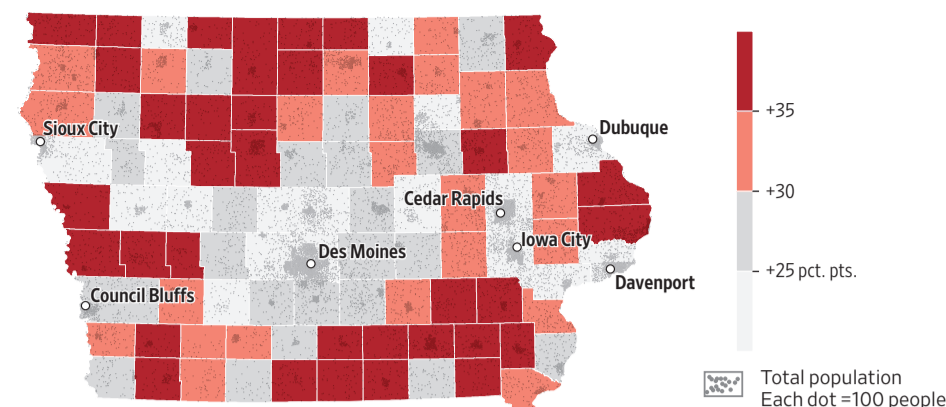 Sioux City
Dubuque
Cedar Rapids
Iowa City
Des Moines
Davenport
Council Bluffs
+35
+30
+25 pct. pts.
Total population
Each dot =100 people